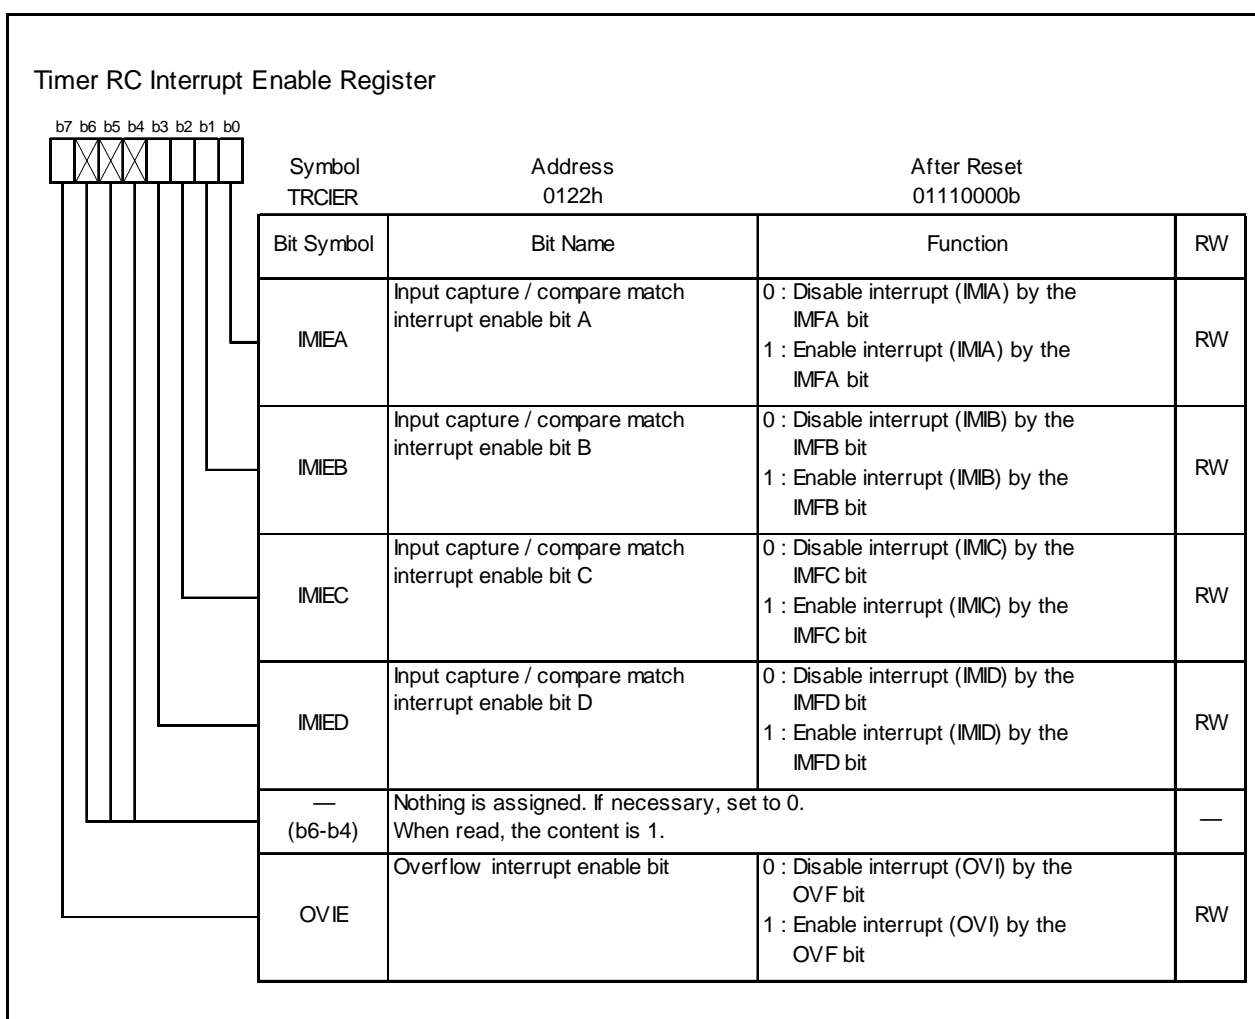 Timer RC Interrupt Enable Register
b7 b6 b5 b4 b3 b2 b1 b0
Symbol Address After Reset
TRCIER 0122h 01110000b
Bit Symbol Bit Name Function RW
IMIEA
Input capture / compare match
interrupt enable bit A
0 : Disable interrupt (IMIA) by the
IMFA bit
1 : Enable interrupt (IMIA) by the
IMFA bit
RW
IMIEB
Input capture / compare match
interrupt enable bit B
0 : Disable interrupt (IMIB) by the
IMFB bit
1 : Enable interrupt (IMIB) by the
IMFB bit
RW
IMIEC
Input capture / compare match
interrupt enable bit C
0 : Disable interrupt (IMIC) by the
IMFC bit
1 : Enable interrupt (IMIC) by the
IMFC bit
RW
IMIED
Input capture / compare match
interrupt enable bit D
0 : Disable interrupt (IMID) by the
IMFD bit
1 : Enable interrupt (IMID) by the
IMFD bit
RW
—
(b6-b4)
Nothing is assigned. If necessary, set to 0.
When read, the content is 1.
—
OVIE
Overflow interrupt enable bit
0 : Disable interrupt (OVI) by the
OVF bit
1 : Enable interrupt (OVI) by the
OVF bit
RW